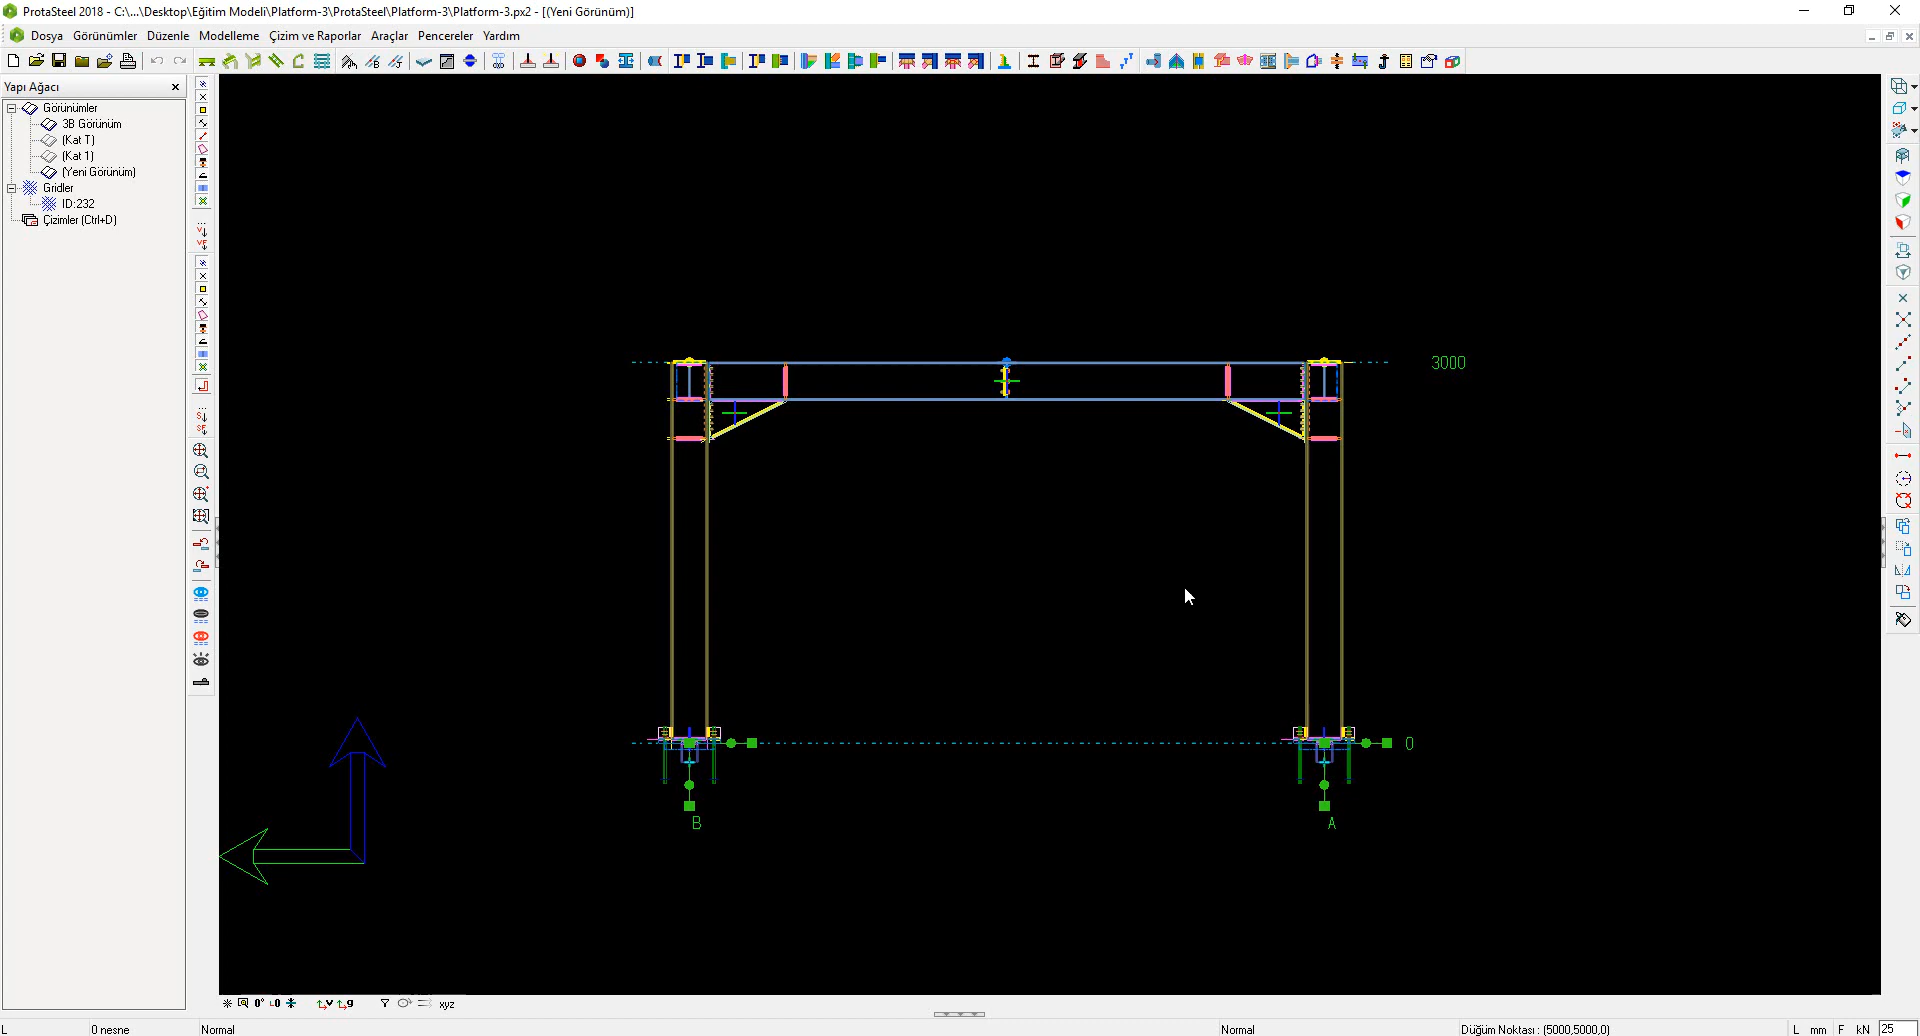 ProtaSteel 2018 - C:\...\Desktop\Eğitim Modeli\Platform-3\ProtaSteel\Platform-3\Platform-3.px2 - [(Yeni Görünüm)]
Dosya Görünümler Düzenle Modelleme Çizim ve Raporlar Araçlar Pencereler Yardım
Yapı Ağacı
Görünümler
3B Görünüm
(Kat T)
(Kat 1)
(Yeni Görünüm)
Gridler
ID:232
Çizimler (Ctrl+D)
3000
0
B
A
xyz
L 0 nesne Normal Normal Düğüm Noktası : (5000,5000,0) L mm F kN 25